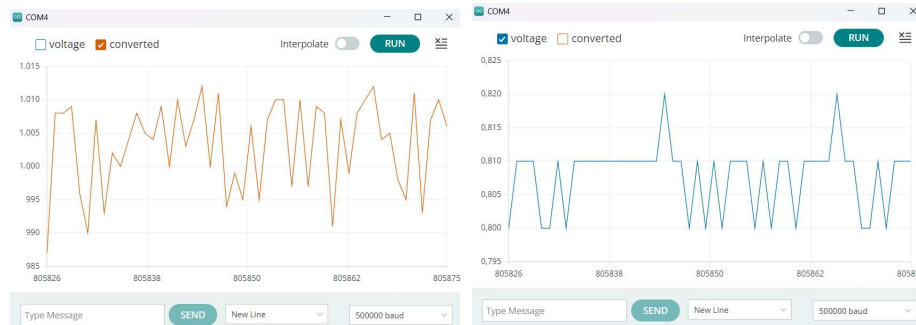 COM4
voltage converted Interpolate RUN
1.015
1.010
1.005
1.000
995
990
985
805826 805838 805850 805862 805875
Type Message SEND New Line 500000 baud
COM4
voltage converted Interpolate RUN
0,825
0,820
0,815
0,810
0,805
0,800
0,795
805826 805838 805850 805862 8058
Type Message SEND New Line 500000 baud